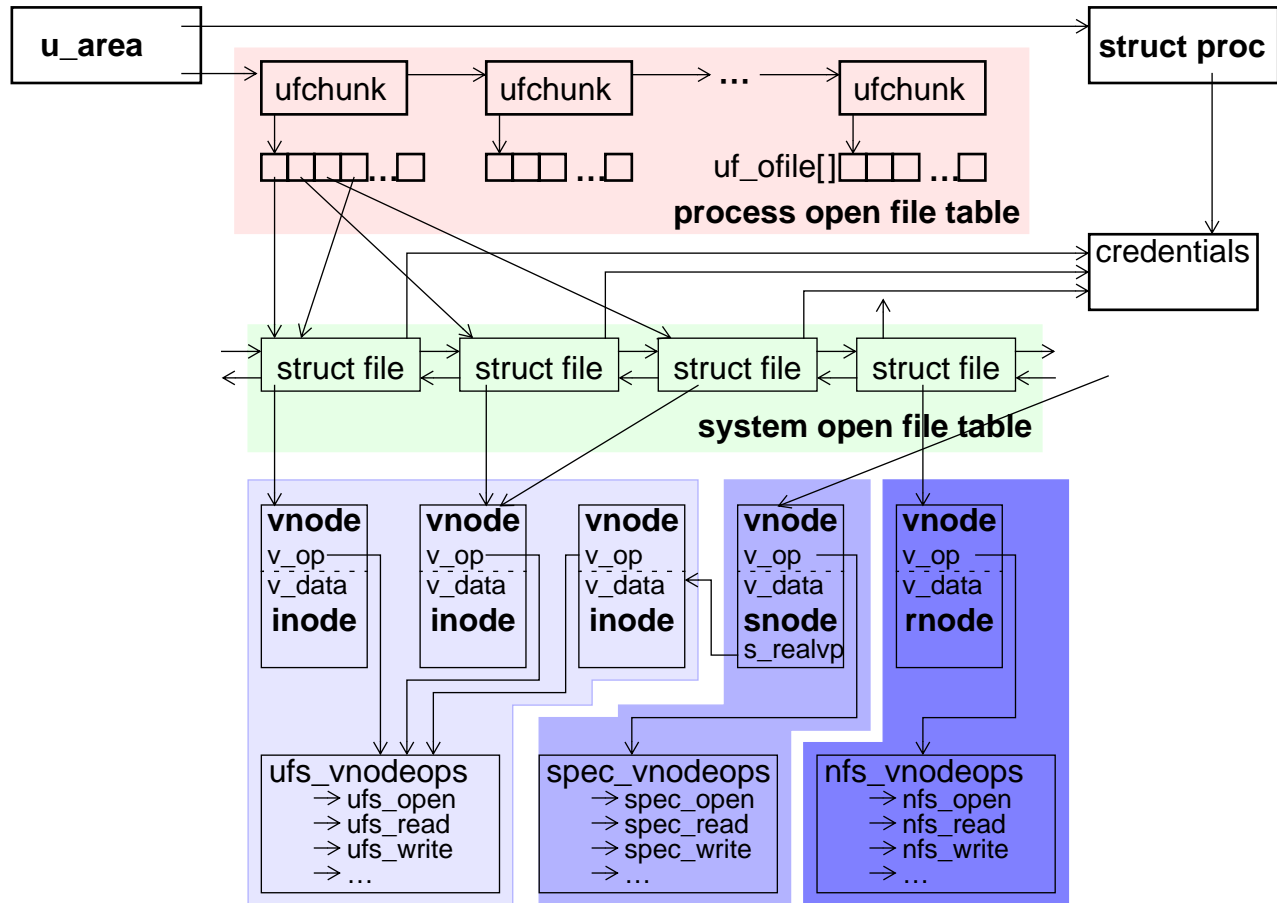 u_area
struct proc
ufchunk
ufchunk
...
ufchunk
...
...
uf_ofile[]
...
process open file table
credentials
struct file
struct file
struct file
struct file
system open file table
vnode
v_op
v_data
inode
vnode
v_op
v_data
inode
vnode
v_op
v_data
inode
vnode
v_op
v_data
snode
s_realvp
vnode
v_op
v_data
rnode
ufs_vnodeops
ufs_open
ufs_read
ufs_write
...
spec_vnodeops
spec_open
spec_read
spec_write
...
nfs_vnodeops
nfs_open
nfs_read
nfs_write
...